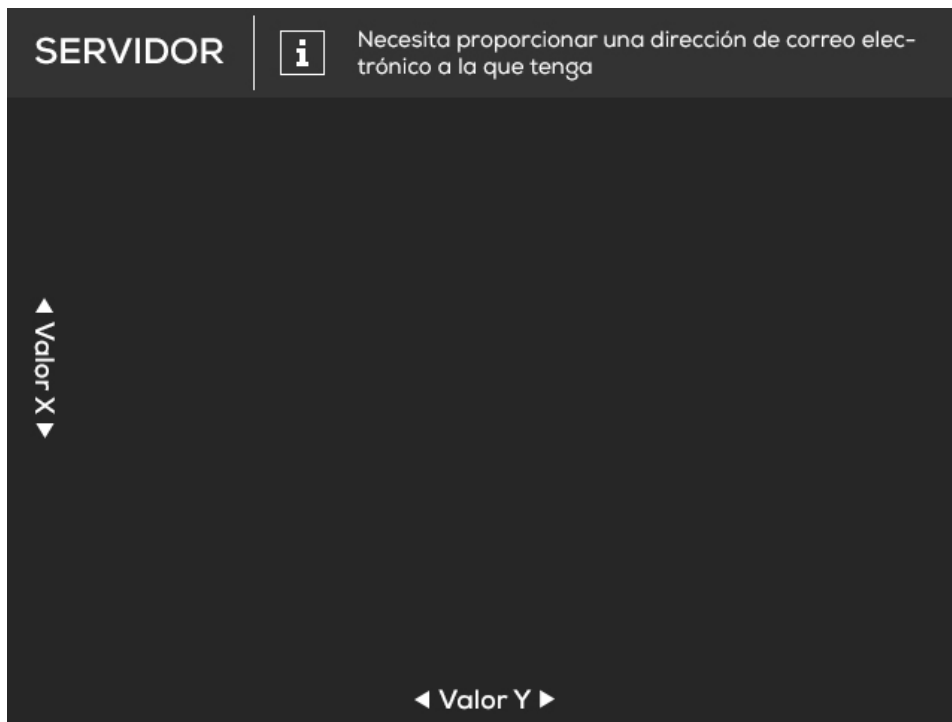 SERVIDOR
i
Necesita proporcionar una dirección de correo elec-
trónico a la que tenga
◀ Valor X ▶
◀ Valor Y ▶